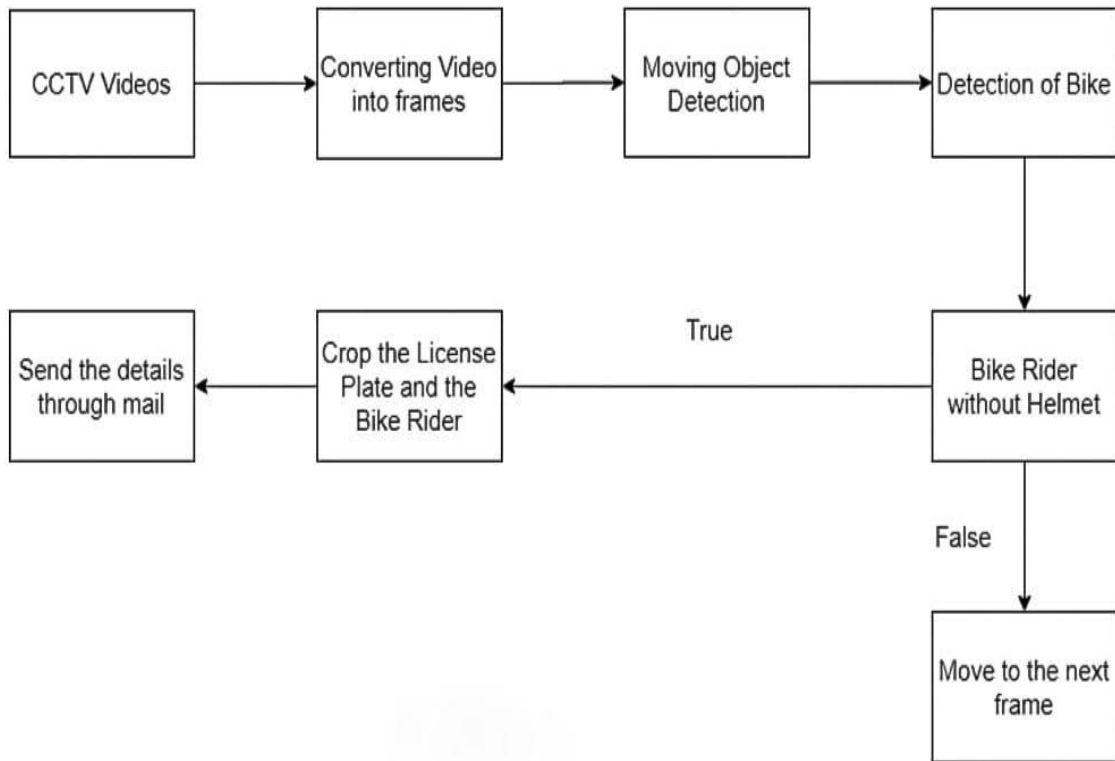 CCTV Videos
Converting Video
into frames
Moving Object
Detection
Detection of Bike
Send the details
through mail
Crop the License
Plate and the
Bike Rider
True
Bike Rider
without Helmet
False
Move to the next
frame